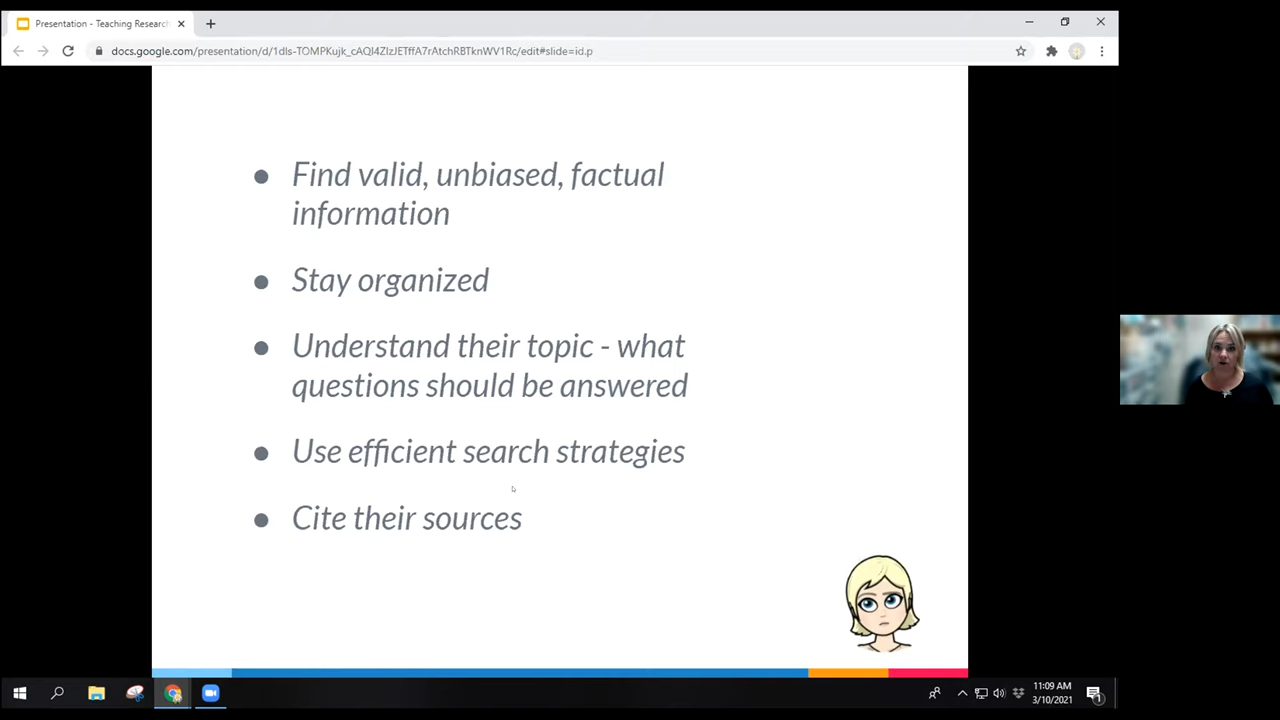 Presentation - Teaching Research
docs.google.com/presentation/d/1dls-TOMPKujk_cAQI4ZlzJETffA7rAtchRBTknWV1Rc/edit#slide=id.p
● Find valid, unbiased, factual
information
● Stay organized
● Understand their topic - what
questions should be answered
● Use efficient search strategies
● Cite their sources
11:09 AM
3/10/2021
1